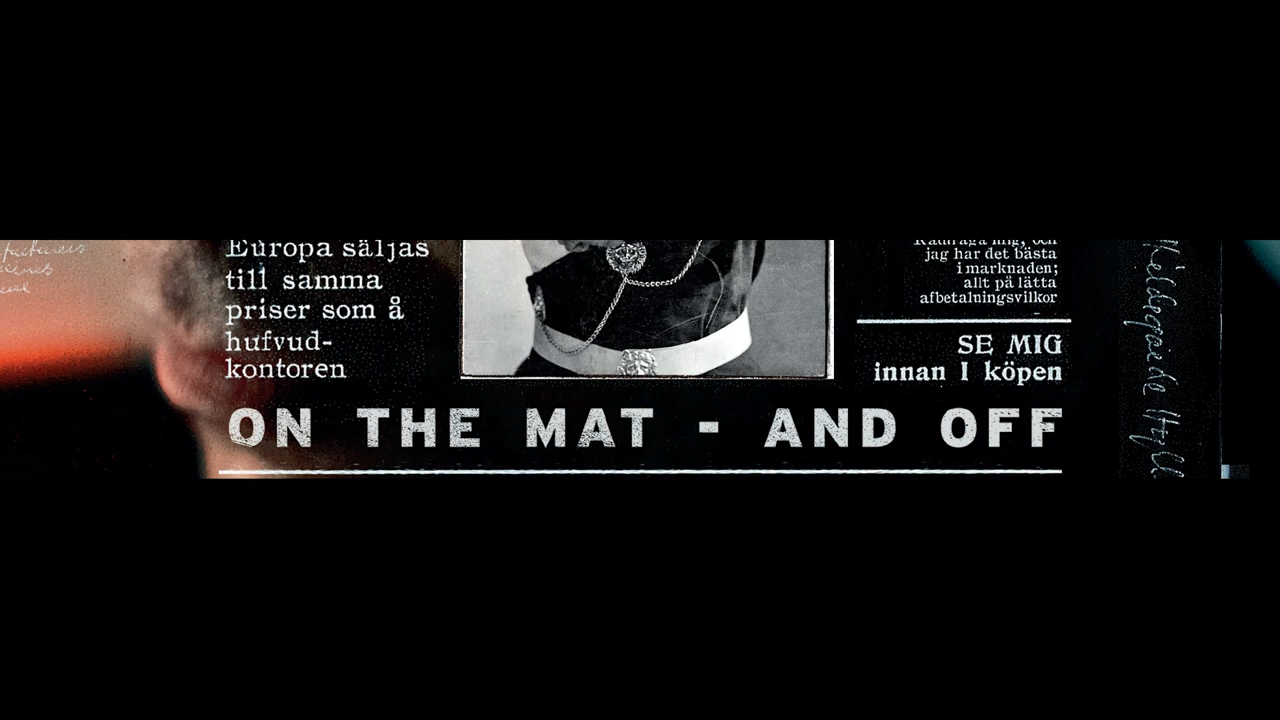 Europa säljas
till samma
priser som å
hufvud-
kontoren
jag har det bästa
i marknaden;
allt på lätta
afbetalningsvilkor
SE MIG
innan I köpen
ON THE MAT - AND OFF